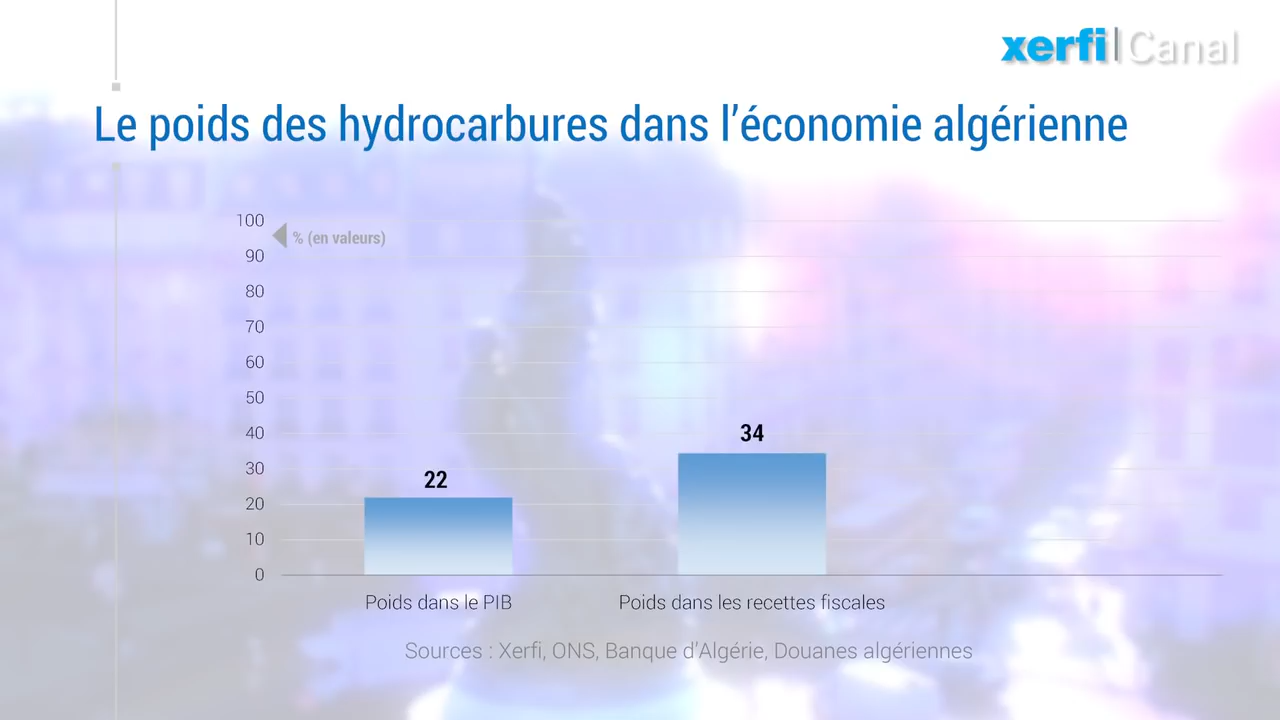 xerfi Canal
Le poids des hydrocarbures dans l'économie algérienne
100
% (en valeurs)
90
80
70
60
50
40
30
20
10
0
22
34
Poids dans le PIB
Poids dans les recettes fiscales
Sources : Xerfi, ONS, Banque d'Algérie, Douanes algériennes